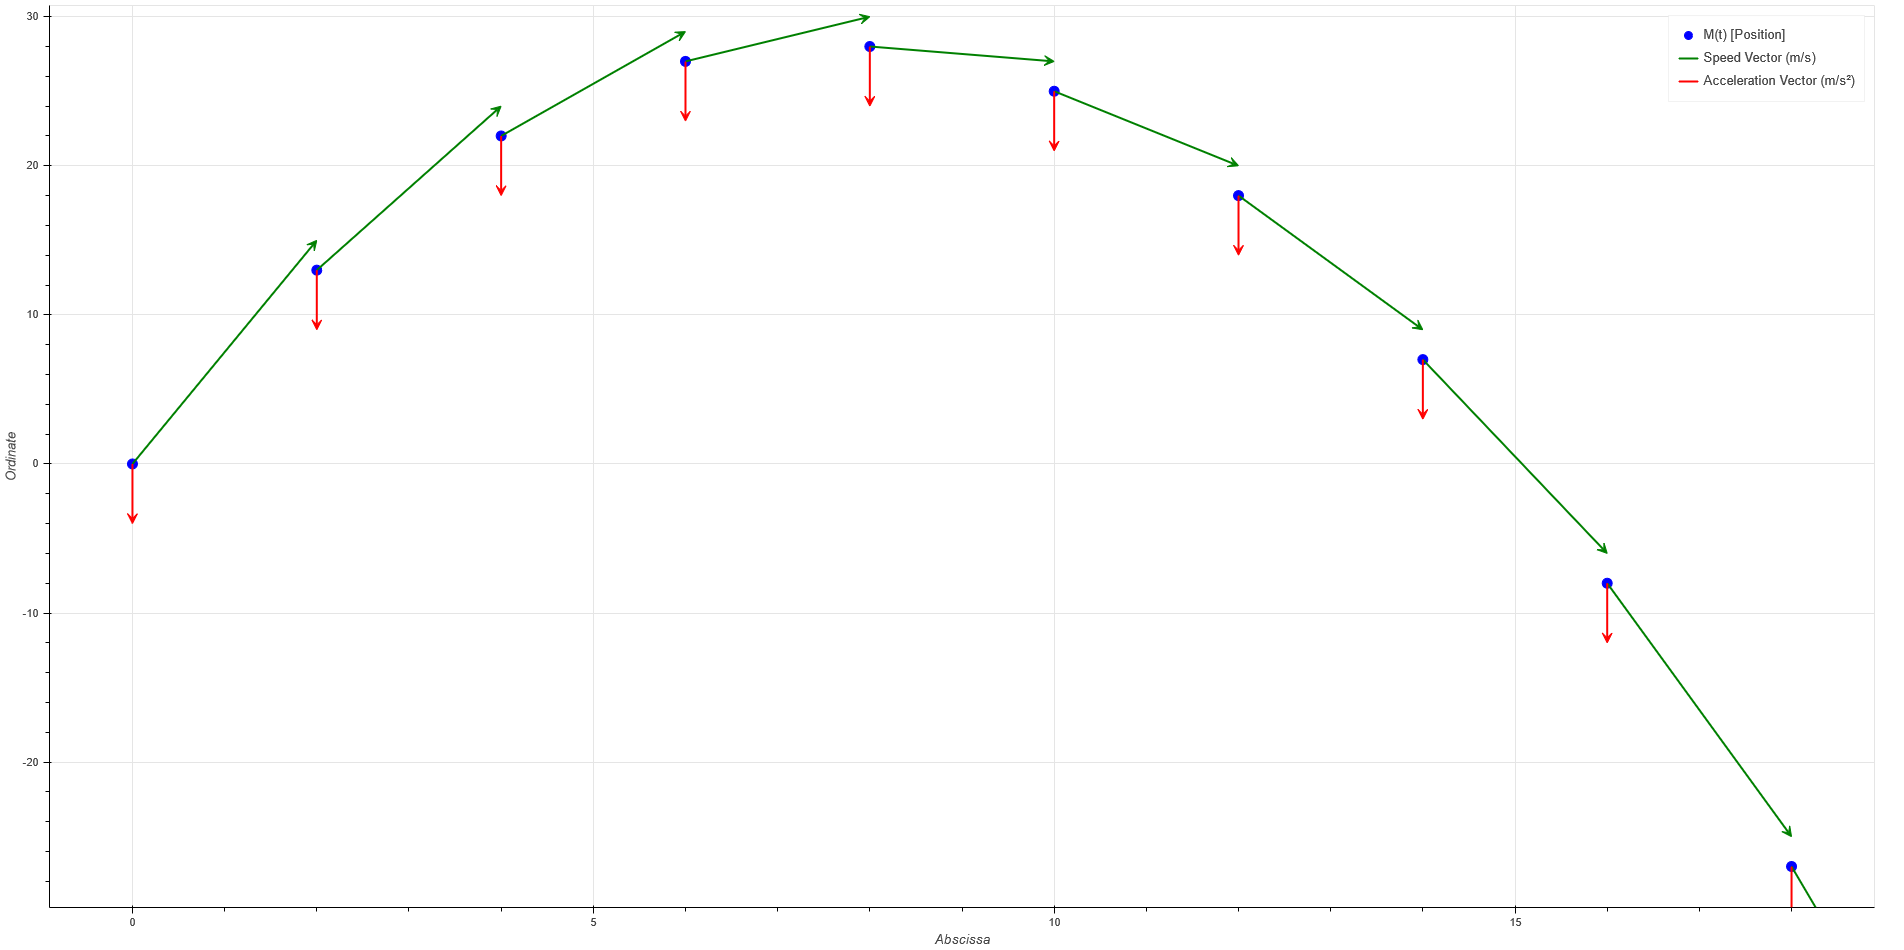 30
20
10
0
-10
-20
Ordinate
0
5
10
15
Abscissa
M(t) [Position]
Speed Vector (m/s)
Acceleration Vector (m/s²)